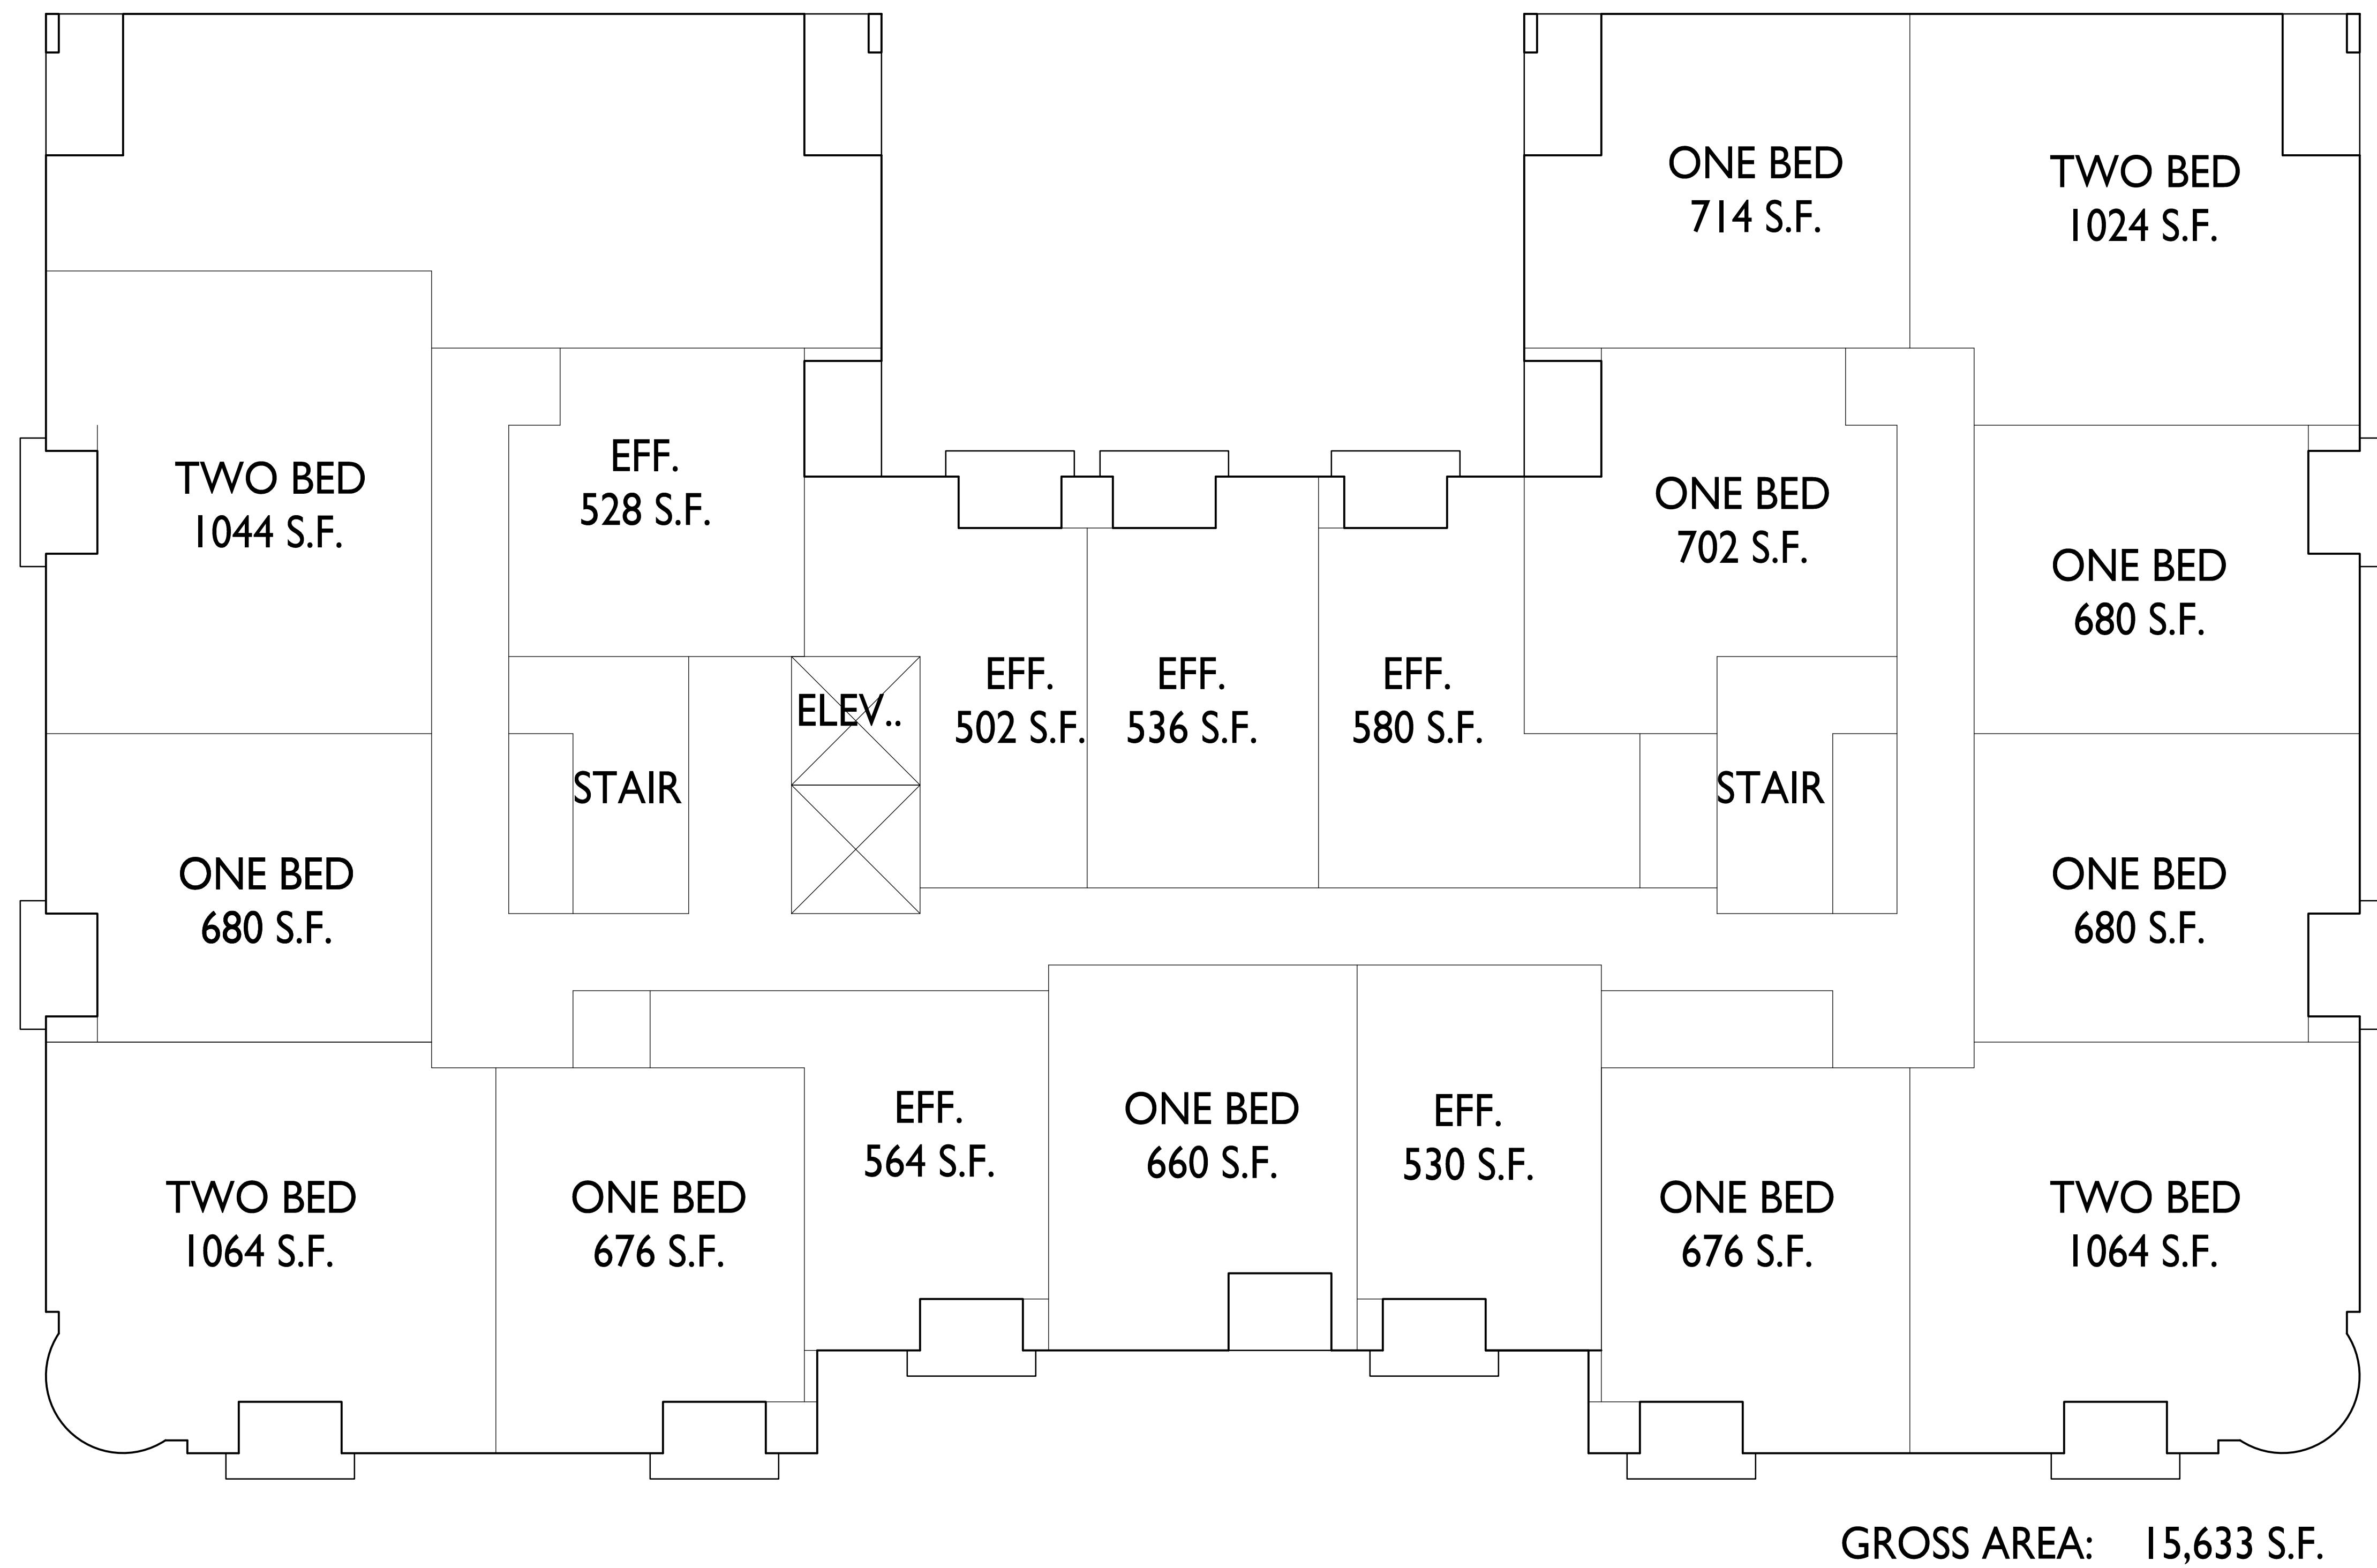 ONE BED
714 S.F.
TWO BED
1024 S.F.
TWO BED
1044 S.F.
EFF.
528 S.F.
ONE BED
702 S.F.
ONE BED
680 S.F.
ELEV..
EFF.
502 S.F.
EFF.
536 S.F.
EFF.
580 S.F.
STAIR
STAIR
ONE BED
680 S.F.
ONE BED
680 S.F.
EFF.
564 S.F.
ONE BED
660 S.F.
EFF.
530 S.F.
TWO BED
1064 S.F.
ONE BED
676 S.F.
ONE BED
676 S.F.
TWO BED
1064 S.F.
GROSS AREA: 15,633 S.F.